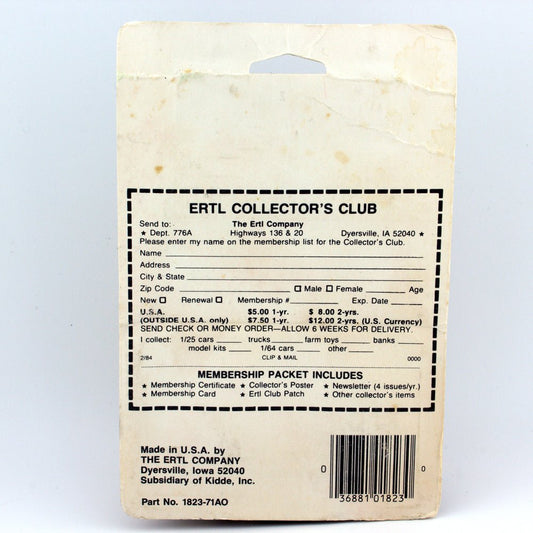 ERTL COLLECTOR'S CLUB
Send to: The Ertl Company
★ Dept. 776A Highways 136 & 20 Dyersville, IA 52040 ★
Please enter my name on the membership list for the Collector's Club.
Name
Address
City & State
Zip Code □ Male □ Female Age
New □ Renewal □ Membership # Exp. Date
U.S.A. $5.00 1-yr. $ 8.00 2-yrs.
(OUTSIDE U.S.A. only) $7.50 1-yr. $12.00 2-yrs. (U.S. Currency)
SEND CHECK OR MONEY ORDER—ALLOW 6 WEEKS FOR DELIVERY.
I collect: 1/25 cars trucks farm toys banks
model kits 1/64 cars other
2/84 CLIP & MAIL 0000
MEMBERSHIP PACKET INCLUDES
★ Membership Certificate ★ Collector's Poster ★ Newsletter (4 issues/yr.)
★ Membership Card ★ Ertl Club Patch ★ Other collector's items
Made in U.S.A. by
THE ERTL COMPANY
Dyersville, Iowa 52040
Subsidiary of Kidde, Inc.
Part No. 1823-71AO
0 36881 01823 0